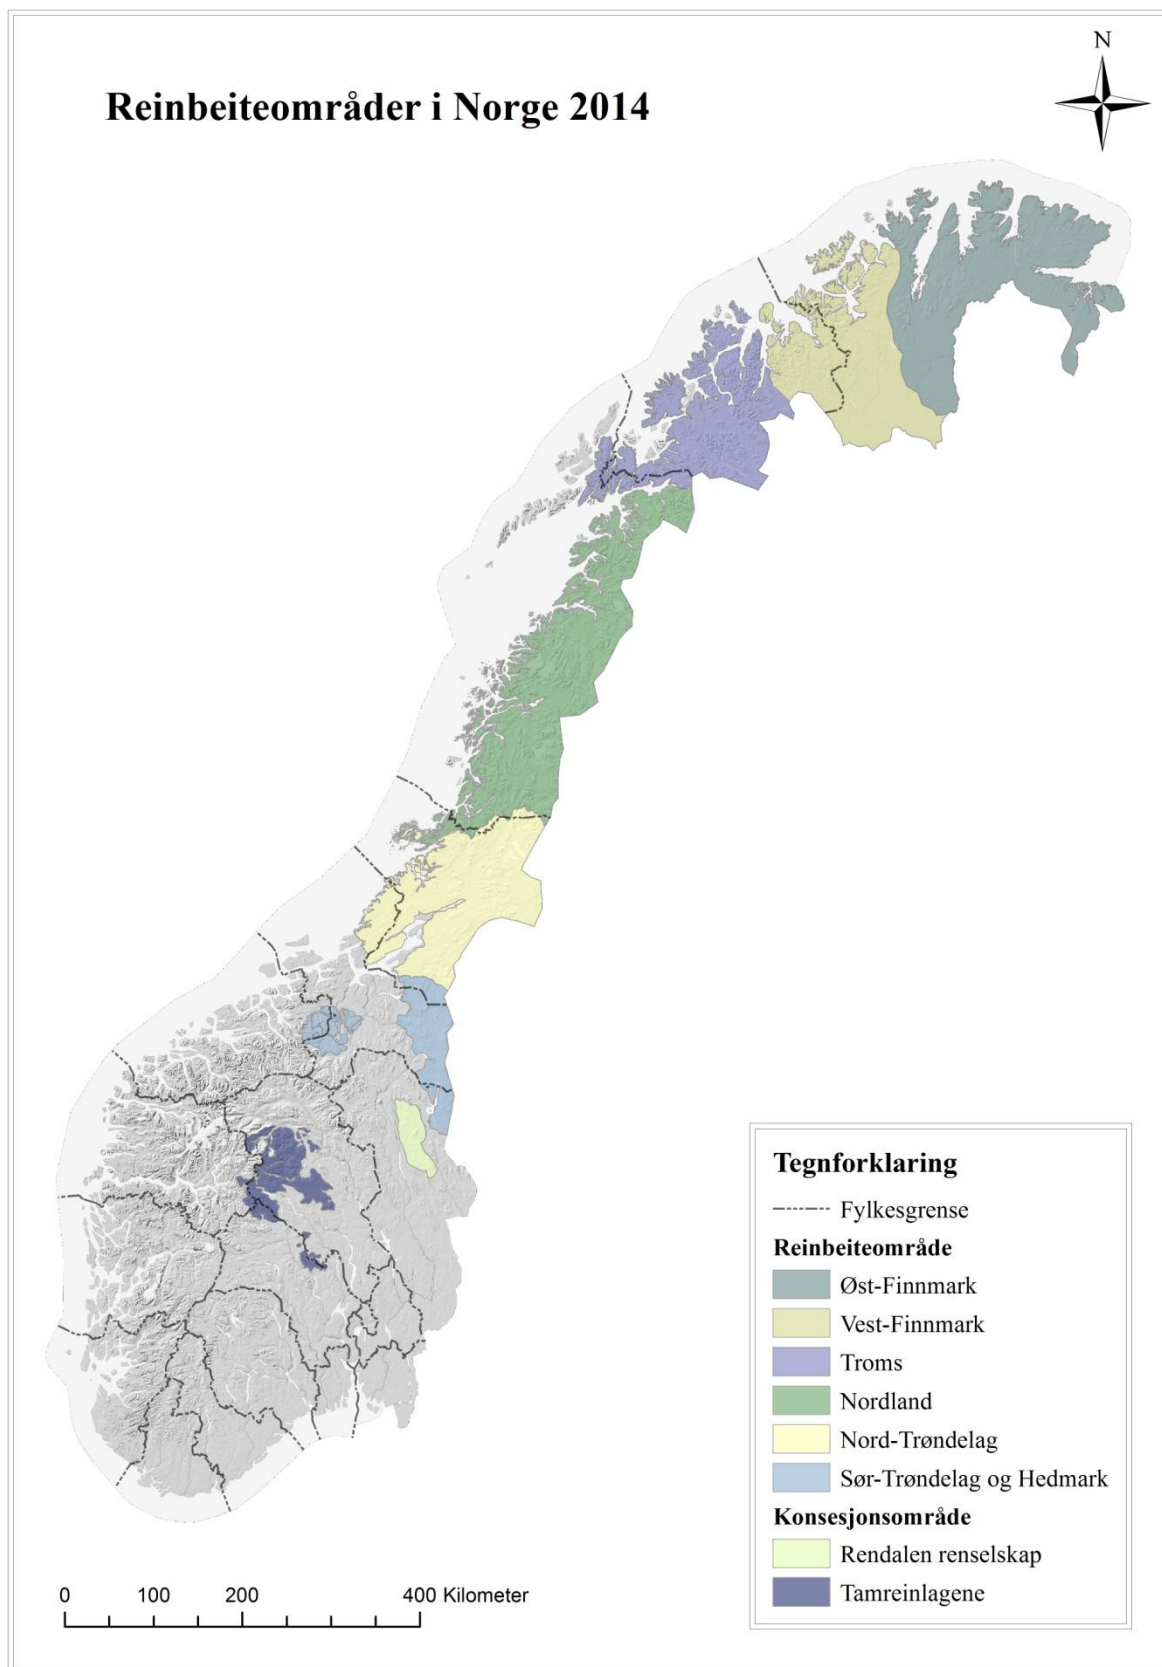 N
Reinbeiteområder i Norge 2014
Tegnforklaring
Fylkesgrense
Reinbeiteområde
Øst-Finnmark
Vest-Finnmark
Troms
Nordland
Nord-Trøndelag
Sør-Trøndelag og Hedmark
Konsesjonsområde
Rendalen renselskap
Tamreinlagene
0 100 200 400 Kilometer